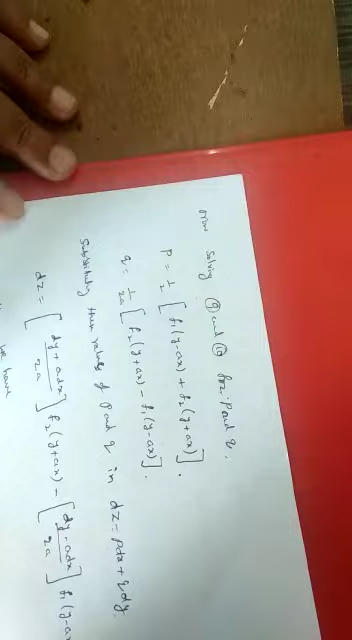 Now solving ⑨ and ⑩ for P and q.
P = 1/2 [f₁(y-ax) + f₂(y+ax)].
q = 1/2a [f₂(y+ax) - f₁(y-ax)].
Substituting these values of P and q in dz = Pdx + qdy
dz = [dy+adx/2a] f₂(y+ax) - [dy-adx/2a] f₁(y-a
we have